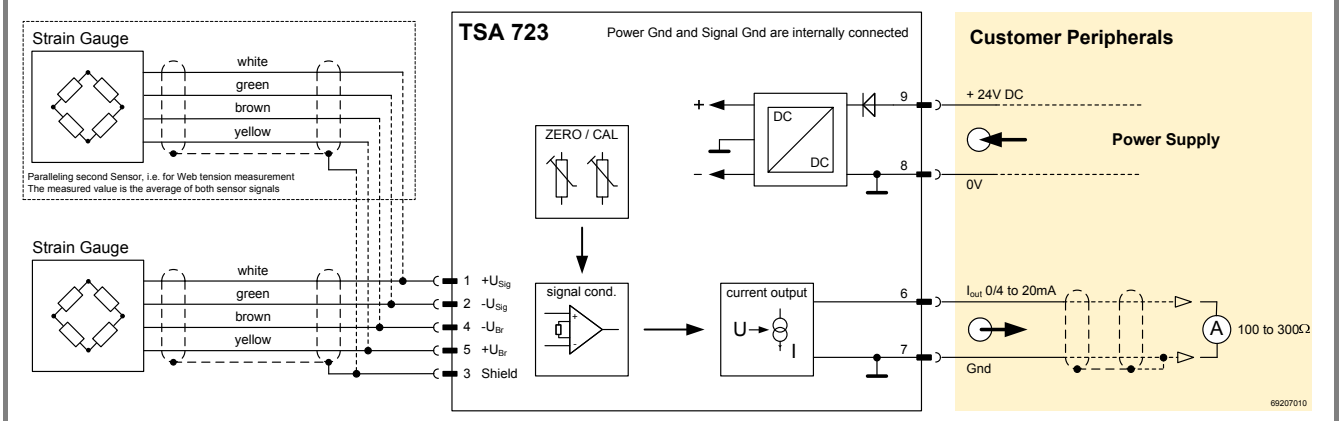 Strain Gauge
white
green
brown
yellow
Paralleling second Sensor, i.e. for Web tension measurement
The measured value is the average of both sensor signals
Strain Gauge
white
green
brown
yellow
TSA 723
Power Gnd and Signal Gnd are internally connected
ZERO / CAL
+
DC
DC
−
9
8
1 +USig
2 -USig
4 -UBr
5 +UBr
3 Shield
signal cond.
+
-
current output
U
I
6
7
Customer Peripherals
+ 24V DC
Power Supply
0V
Iout 0/4 to 20mA
A
100 to 300Ω
Gnd
69207010